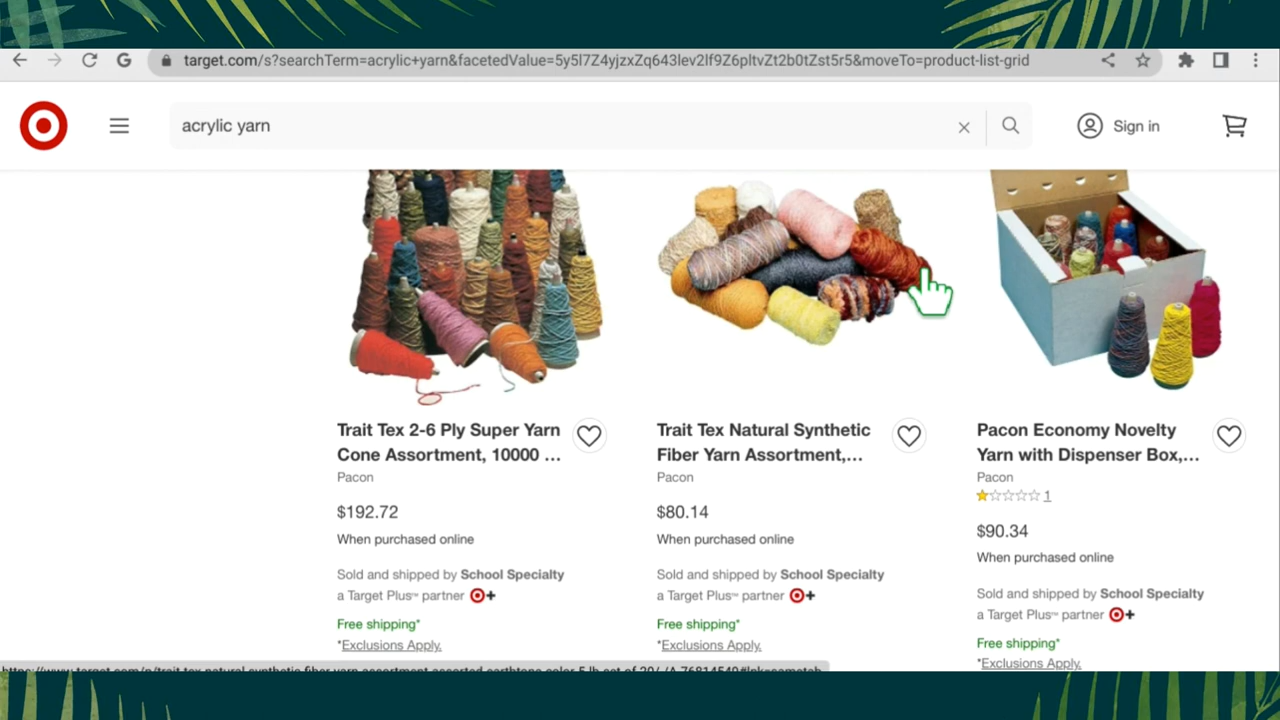 target.com/s?searchTerm=acrylic+yarn&facetedValue=5y5l7Z4yjzxZq643lev2lf9Z6pltvZt2b0tZst5r5&moveTo=product-list-grid
acrylic yarn
Sign in
Trait Tex 2-6 Ply Super Yarn
Cone Assortment, 10000 ...
Pacon
$192.72
When purchased online
Sold and shipped by School Specialty
a Target Plus™ partner
Free shipping*
*Exclusions Apply.
Trait Tex Natural Synthetic
Fiber Yarn Assortment,...
Pacon
$80.14
When purchased online
Sold and shipped by School Specialty
a Target Plus™ partner
Free shipping*
*Exclusions Apply.
Pacon Economy Novelty
Yarn with Dispenser Box,...
Pacon
1
$90.34
When purchased online
Sold and shipped by School Specialty
a Target Plus™ partner
Free shipping*
*Exclusions Apply.